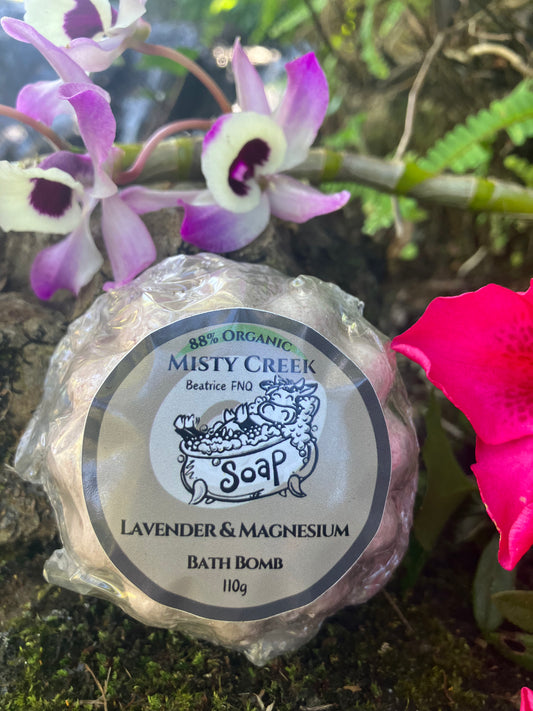 88% Organic
Misty Creek
Beatrice FNQ
Soap
Lavender & Magnesium
Bath Bomb
110g